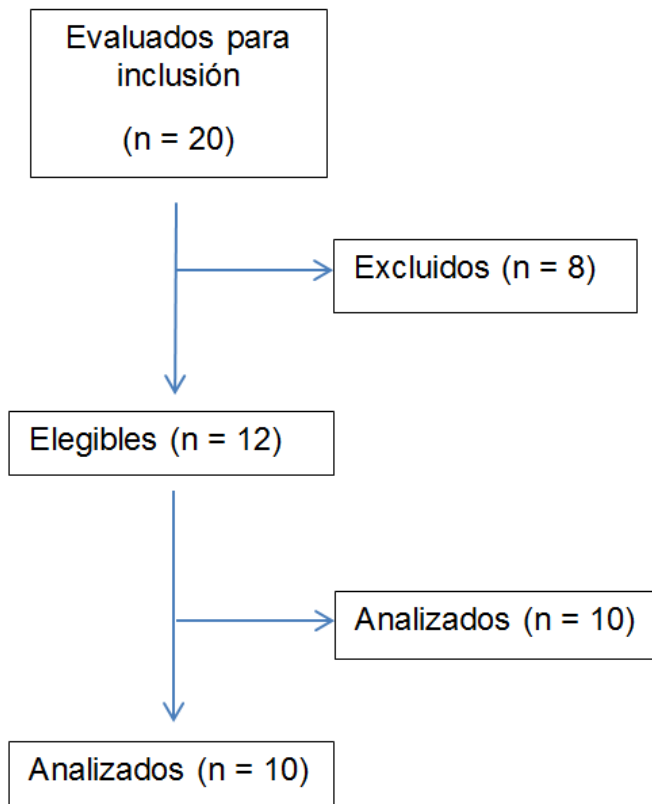 Evaluados para
inclusión
(n = 20)
Excluidos (n = 8)
Elegibles (n = 12)
Analizados (n = 10)
Analizados (n = 10)